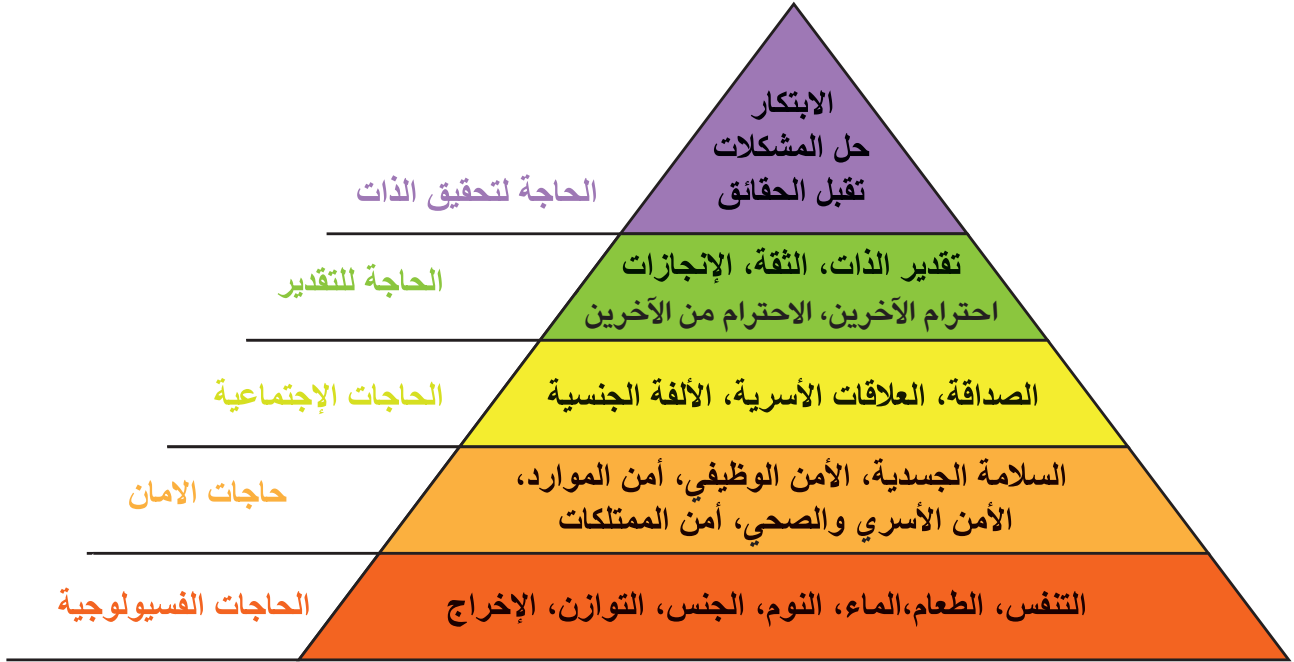 الابتكار
حل المشكلات
تقبل الحقائق
الحاجة لتحقيق الذات
تقدير الذات، الثقة، الإنجازات
احترام الآخرين، الاحترام من الآخرين
الحاجة للتقدير
الصداقة، العلاقات الأسرية، الألفة الجنسية
الحاجات الإجتماعية
السلامة الجسدية، الأمن الوظيفي، أمن الموارد،
الأمن الأسري والصحي، أمن الممتلكات
حاجات الامان
التنفس، الطعام،الماء، النوم، الجنس، التوازن، الإخراج
الحاجات الفسيولوجية